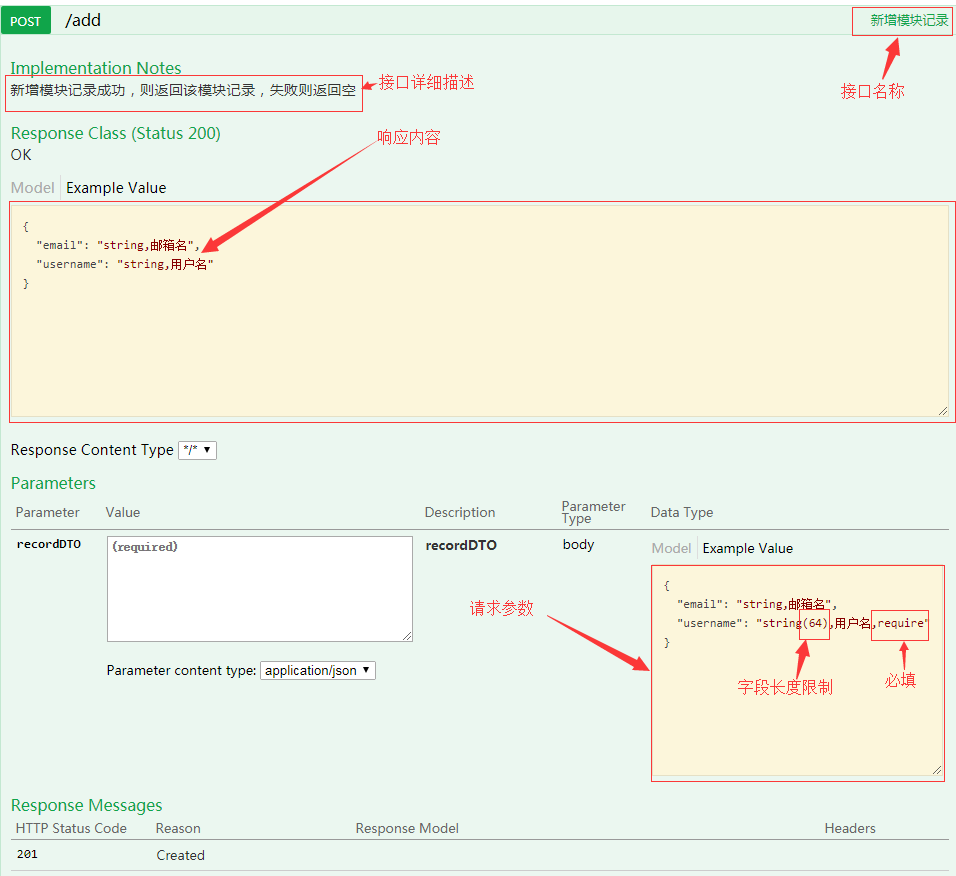 POST /add 新增模块记录
接口名称
Implementation Notes
新增模块记录成功，则返回该模块记录，失败则返回空
接口详细描述
Response Class (Status 200)
响应内容
OK
Model Example Value
{
"email": "string,邮箱名",
"username": "string,用户名"
}
Response Content Type */*
Parameters
Parameter Value Description Parameter Type Data Type
recordDTO (required) recordDTO body Model Example Value
{
"email": "string,邮箱名",
"username": "string(64),用户名,require"
}
请求参数
字段长度限制
必填
Parameter content type: application/json
Response Messages
HTTP Status Code Reason Response Model Headers
201 Created